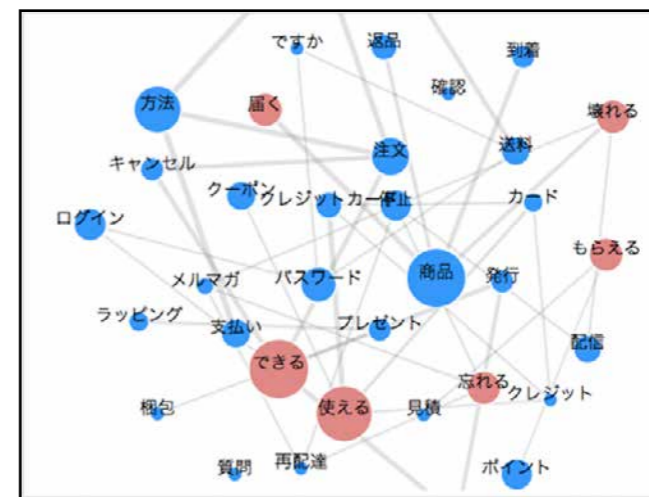 ですか
返品
到着
確認
方法
届く
壊れる
注文
送料
キャンセル
クーポン
クレジットカード
停止
カード
ログイン
もらえる
メルマガ
パスワード
商品
発行
ラッピング
支払い
プレゼント
配信
できる
忘れる
クレジット
梱包
使える
見積
質問
再配達
ポイント